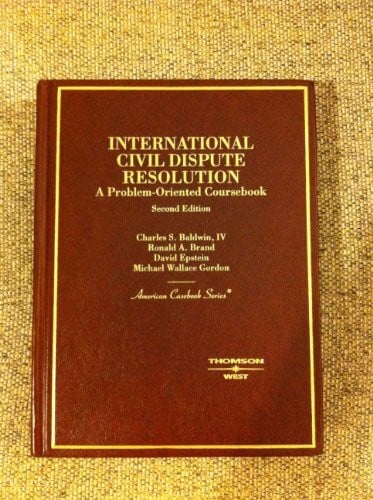 INTERNATIONAL
CIVIL DISPUTE
RESOLUTION
A Problem-Oriented Coursebook
Second Edition
Charles S. Baldwin, IV
Ronald A. Brand
David Epstein
Michael Wallace Gordon
American Casebook Series®
THOMSON
WEST